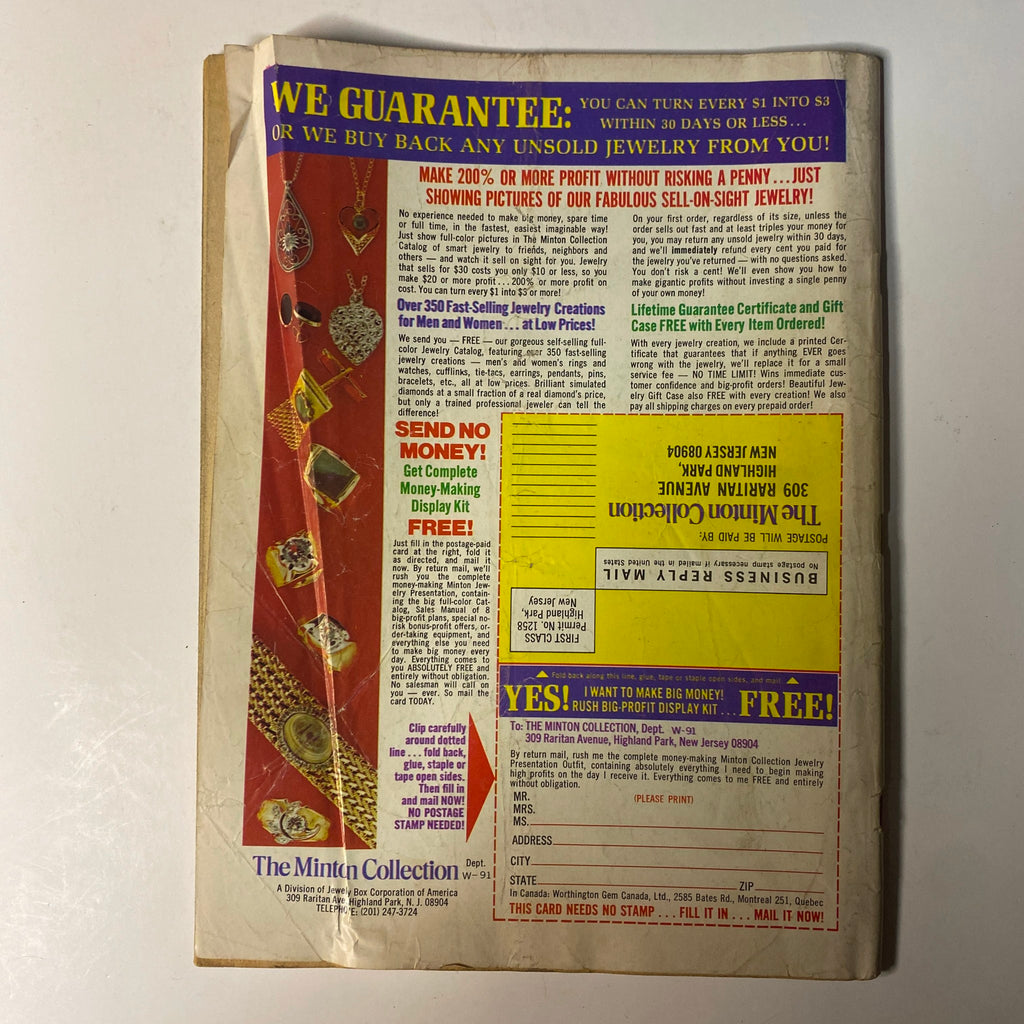 WE GUARANTEE: YOU CAN TURN EVERY $1 INTO $3
WITHIN 30 DAYS OR LESS...
OR WE BUY BACK ANY UNSOLD JEWELRY FROM YOU!
MAKE 200% OR MORE PROFIT WITHOUT RISKING A PENNY...JUST
SHOWING PICTURES OF OUR FABULOUS SELL-ON-SIGHT JEWELRY!
No experience needed to make big money, spare time
or full time, in the fastest, easiest imaginable way!
Just show full-color pictures in The Minton Collection
Catalog of smart jewelry to friends, neighbors and
others — and watch it sell on sight for you. Jewelry
that sells for $30 costs you only $10 or less, so you
make $20 or more profit...200% or more profit on
cost. You can turn every $1 into $3 or more!
Over 350 Fast-Selling Jewelry Creations
for Men and Women...at Low Prices!
We send you — FREE — our gorgeous self-selling full-
color Jewelry Catalog, featuring over 350 fast-selling
jewelry creations — men's and women's rings and
watches, cufflinks, tie-tacs, earrings, pendants, pins,
bracelets, etc., all at low prices. Brilliant simulated
diamonds at a small fraction of a real diamond's price,
but only a trained professional jeweler can tell the
difference!
On your first order, regardless of its size, unless the
order sells out fast and at least triples your money for
you, you may return any unsold jewelry within 30 days,
and we'll immediately refund every cent you paid for
the jewelry you've returned — with no questions asked.
You don't risk a cent! We'll even show you how to
make gigantic profits without investing a single penny
of your own money!
Lifetime Guarantee Certificate and Gift
Case FREE with Every Item Ordered!
With every jewelry creation, we include a printed Cer-
tificate that guarantees that if anything EVER goes
wrong with the jewelry, we'll replace it for a small
service fee — NO TIME LIMIT! Wins immediate cus-
tomer confidence and big-profit orders! Beautiful Jew-
elry Gift Case also FREE with every creation! We also
pay all shipping charges on every prepaid order!
SEND NO
MONEY!
Get Complete
Money-Making
Display Kit
FREE!
Just fill in the postage-paid
card at the right, fold it
as directed, and mail it
now. By return mail, we'll
rush you the complete
money-making Minton Jew-
elry Presentation, contain-
ing the big full-color Cat-
alog, Sales Manual of 8
big-profit plans, special no-
risk bonus-profit offers, or-
der-taking equipment, and
everything else you need
to make big money every
day. Everything comes to
you ABSOLUTELY FREE and
entirely without obligation.
No salesman will call on
you — ever. So mail the
card TODAY.
Clip carefully
around dotted
line...fold back,
glue, staple or
tape open sides.
Then fill in
and mail NOW!
NO POSTAGE
STAMP NEEDED!
The Minton Collection Dept. W-91
A Division of Jewelry Box Corporation of America
309 Raritan Ave, Highland Park, N. J. 08904
TELEPHONE: (201) 247-3724
FIRST CLASS
Permit No. 1258
Highland Park,
New Jersey
BUSINESS REPLY MAIL
No postage stamp necessary if mailed in the United States
POSTAGE WILL BE PAID BY:
The Minton Collection
309 RARITAN AVENUE
HIGHLAND PARK,
NEW JERSEY 08904
Fold back along this line, glue, tape or staple open sides, and mail
YES! I WANT TO MAKE BIG MONEY!
RUSH BIG-PROFIT DISPLAY KIT... FREE!
To: THE MINTON COLLECTION, Dept. W-91
309 Raritan Avenue, Highland Park, New Jersey 08904
By return mail, rush me the complete money-making Minton Collection Jewelry
Presentation Outfit, containing absolutely everything I need to begin making
high profits on the day I receive it. Everything comes to me FREE and entirely
without obligation.
MR.
MRS. (PLEASE PRINT)
MS.
ADDRESS
CITY
STATE ZIP
In Canada: Worthington Gem Canada, Ltd., 2585 Bates Rd., Montreal 251, Quebec
THIS CARD NEEDS NO STAMP...FILL IT IN...MAIL IT NOW!